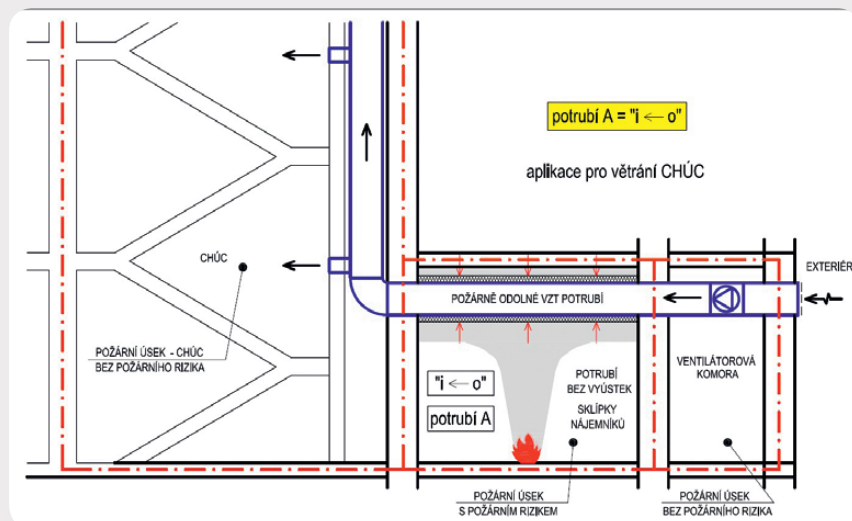 potrubí A = "i ← o"
aplikace pro větrání CHÚC
CHÚC
EXTERIÉR
POŽÁRNĚ ODOLNÉ VZT POTRUBÍ
POŽÁRNÍ ÚSEK - CHÚC
BEZ POŽÁRNÍHO RIZIKA
"i ← o"
potrubí A
POTRUBÍ
BEZ VYÚSTEK
SKLÍPKY
NÁJEMNÍKŮ
VENTILÁTOROVÁ
KOMORA
POŽÁRNÍ ÚSEK
S POŽÁRNÍM RIZIKEM
POŽÁRNÍ ÚSEK
BEZ POŽÁRNÍHO RIZIKA